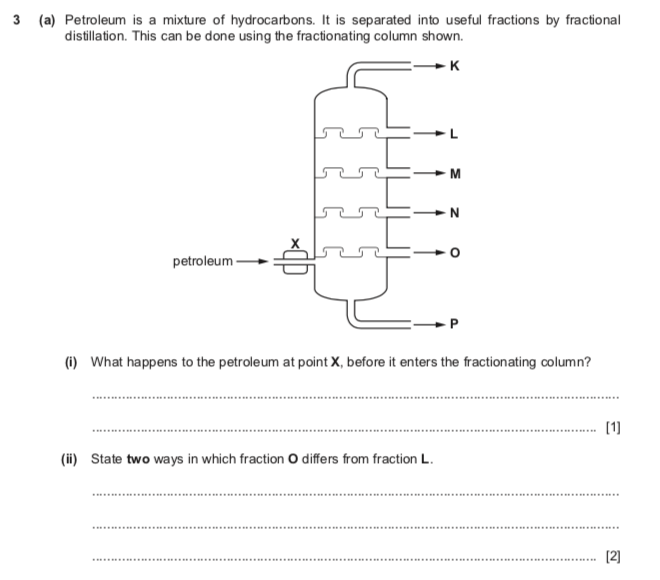 3 (a) Petroleum is a mixture of hydrocarbons. It is separated into useful fractions by fractional
distillation. This can be done using the fractionating column shown.
K
L
M
N
X
O
petroleum
P
(i) What happens to the petroleum at point X, before it enters the fractionating column?
[1]
(ii) State two ways in which fraction O differs from fraction L.
[2]